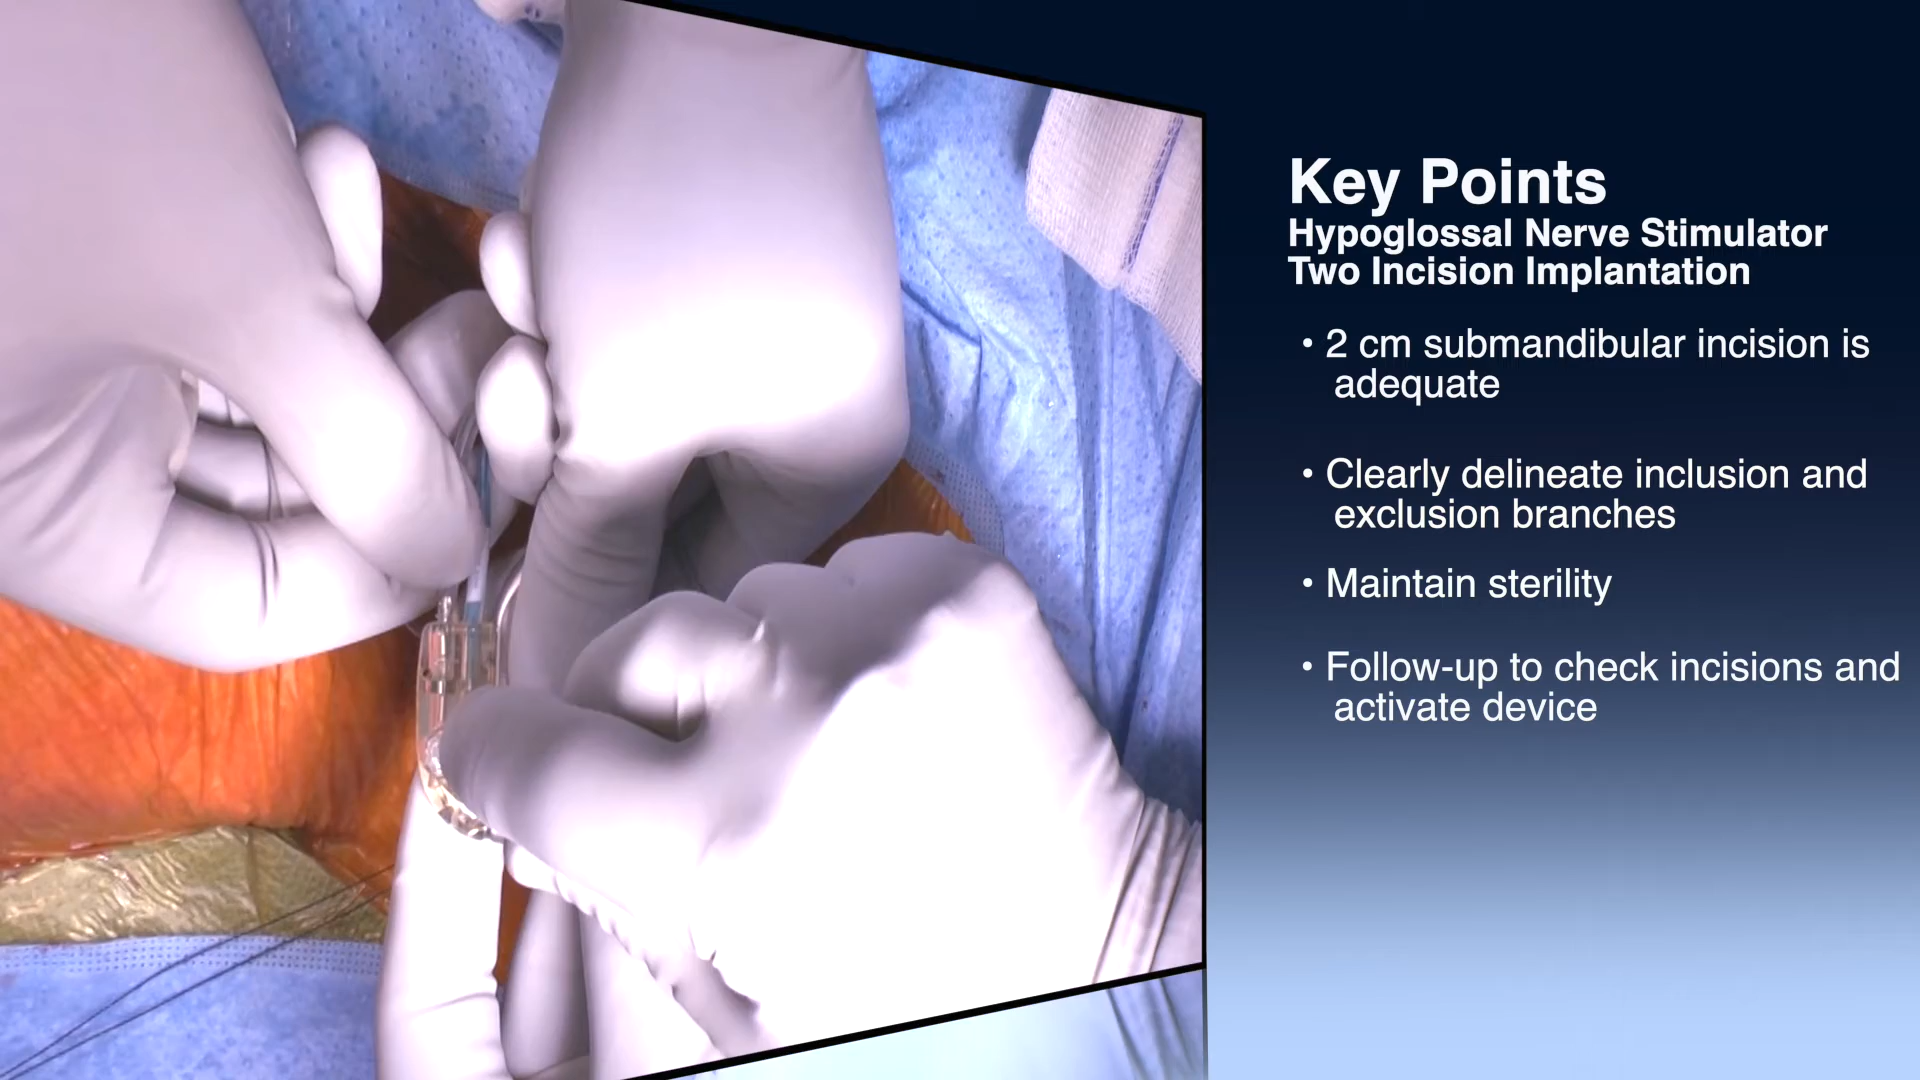 Key Points
Hypoglossal Nerve Stimulator
Two Incision Implantation
• 2 cm submandibular incision is
adequate
• Clearly delineate inclusion and
exclusion branches
• Maintain sterility
• Follow-up to check incisions and
activate device